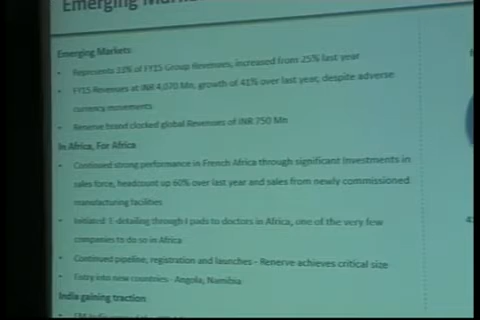 Emerging
Emerging Markets
Represents 33% of FY15 Group Revenues, increased from 25% last year
FY15 Revenues at INR 4,070 Mn, growth of 41% over last year, despite adverse
currency movements
Renerve brand clocked global Revenues of INR 750 Mn
In Africa, For Africa
Continued strong performance in French Africa through significant investments in
sales force, headcount up 60% over last year and sales from newly commissioned
manufacturing facilities
Initiated E detailing through I pads to doctors in Africa, one of the very few
companies to do so in Africa
Continued pipeline, registration and launches - Renerve achieves critical size
Entry into new countries - Angola, Namibia
India gaining traction